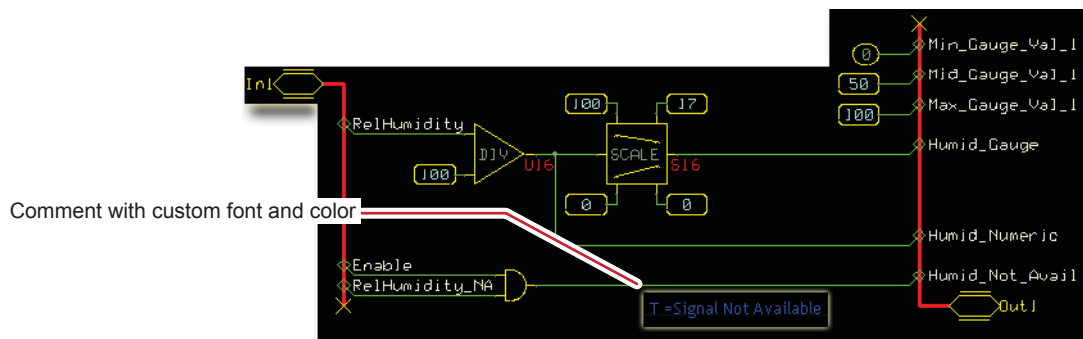 Min_Gauge_Val_1
0
In1
Mid_Gauge_Val_1
50
100
17
Max_Gauge_Val_1
100
RelHumidity
DIV
U16
SCALE
S16
Humid_Gauge
100
0
0
Comment with custom font and color
Humid_Numeric
Enable
RelHumidity_NA
Humid_Not_Avail
T =Signal Not Available
Out1